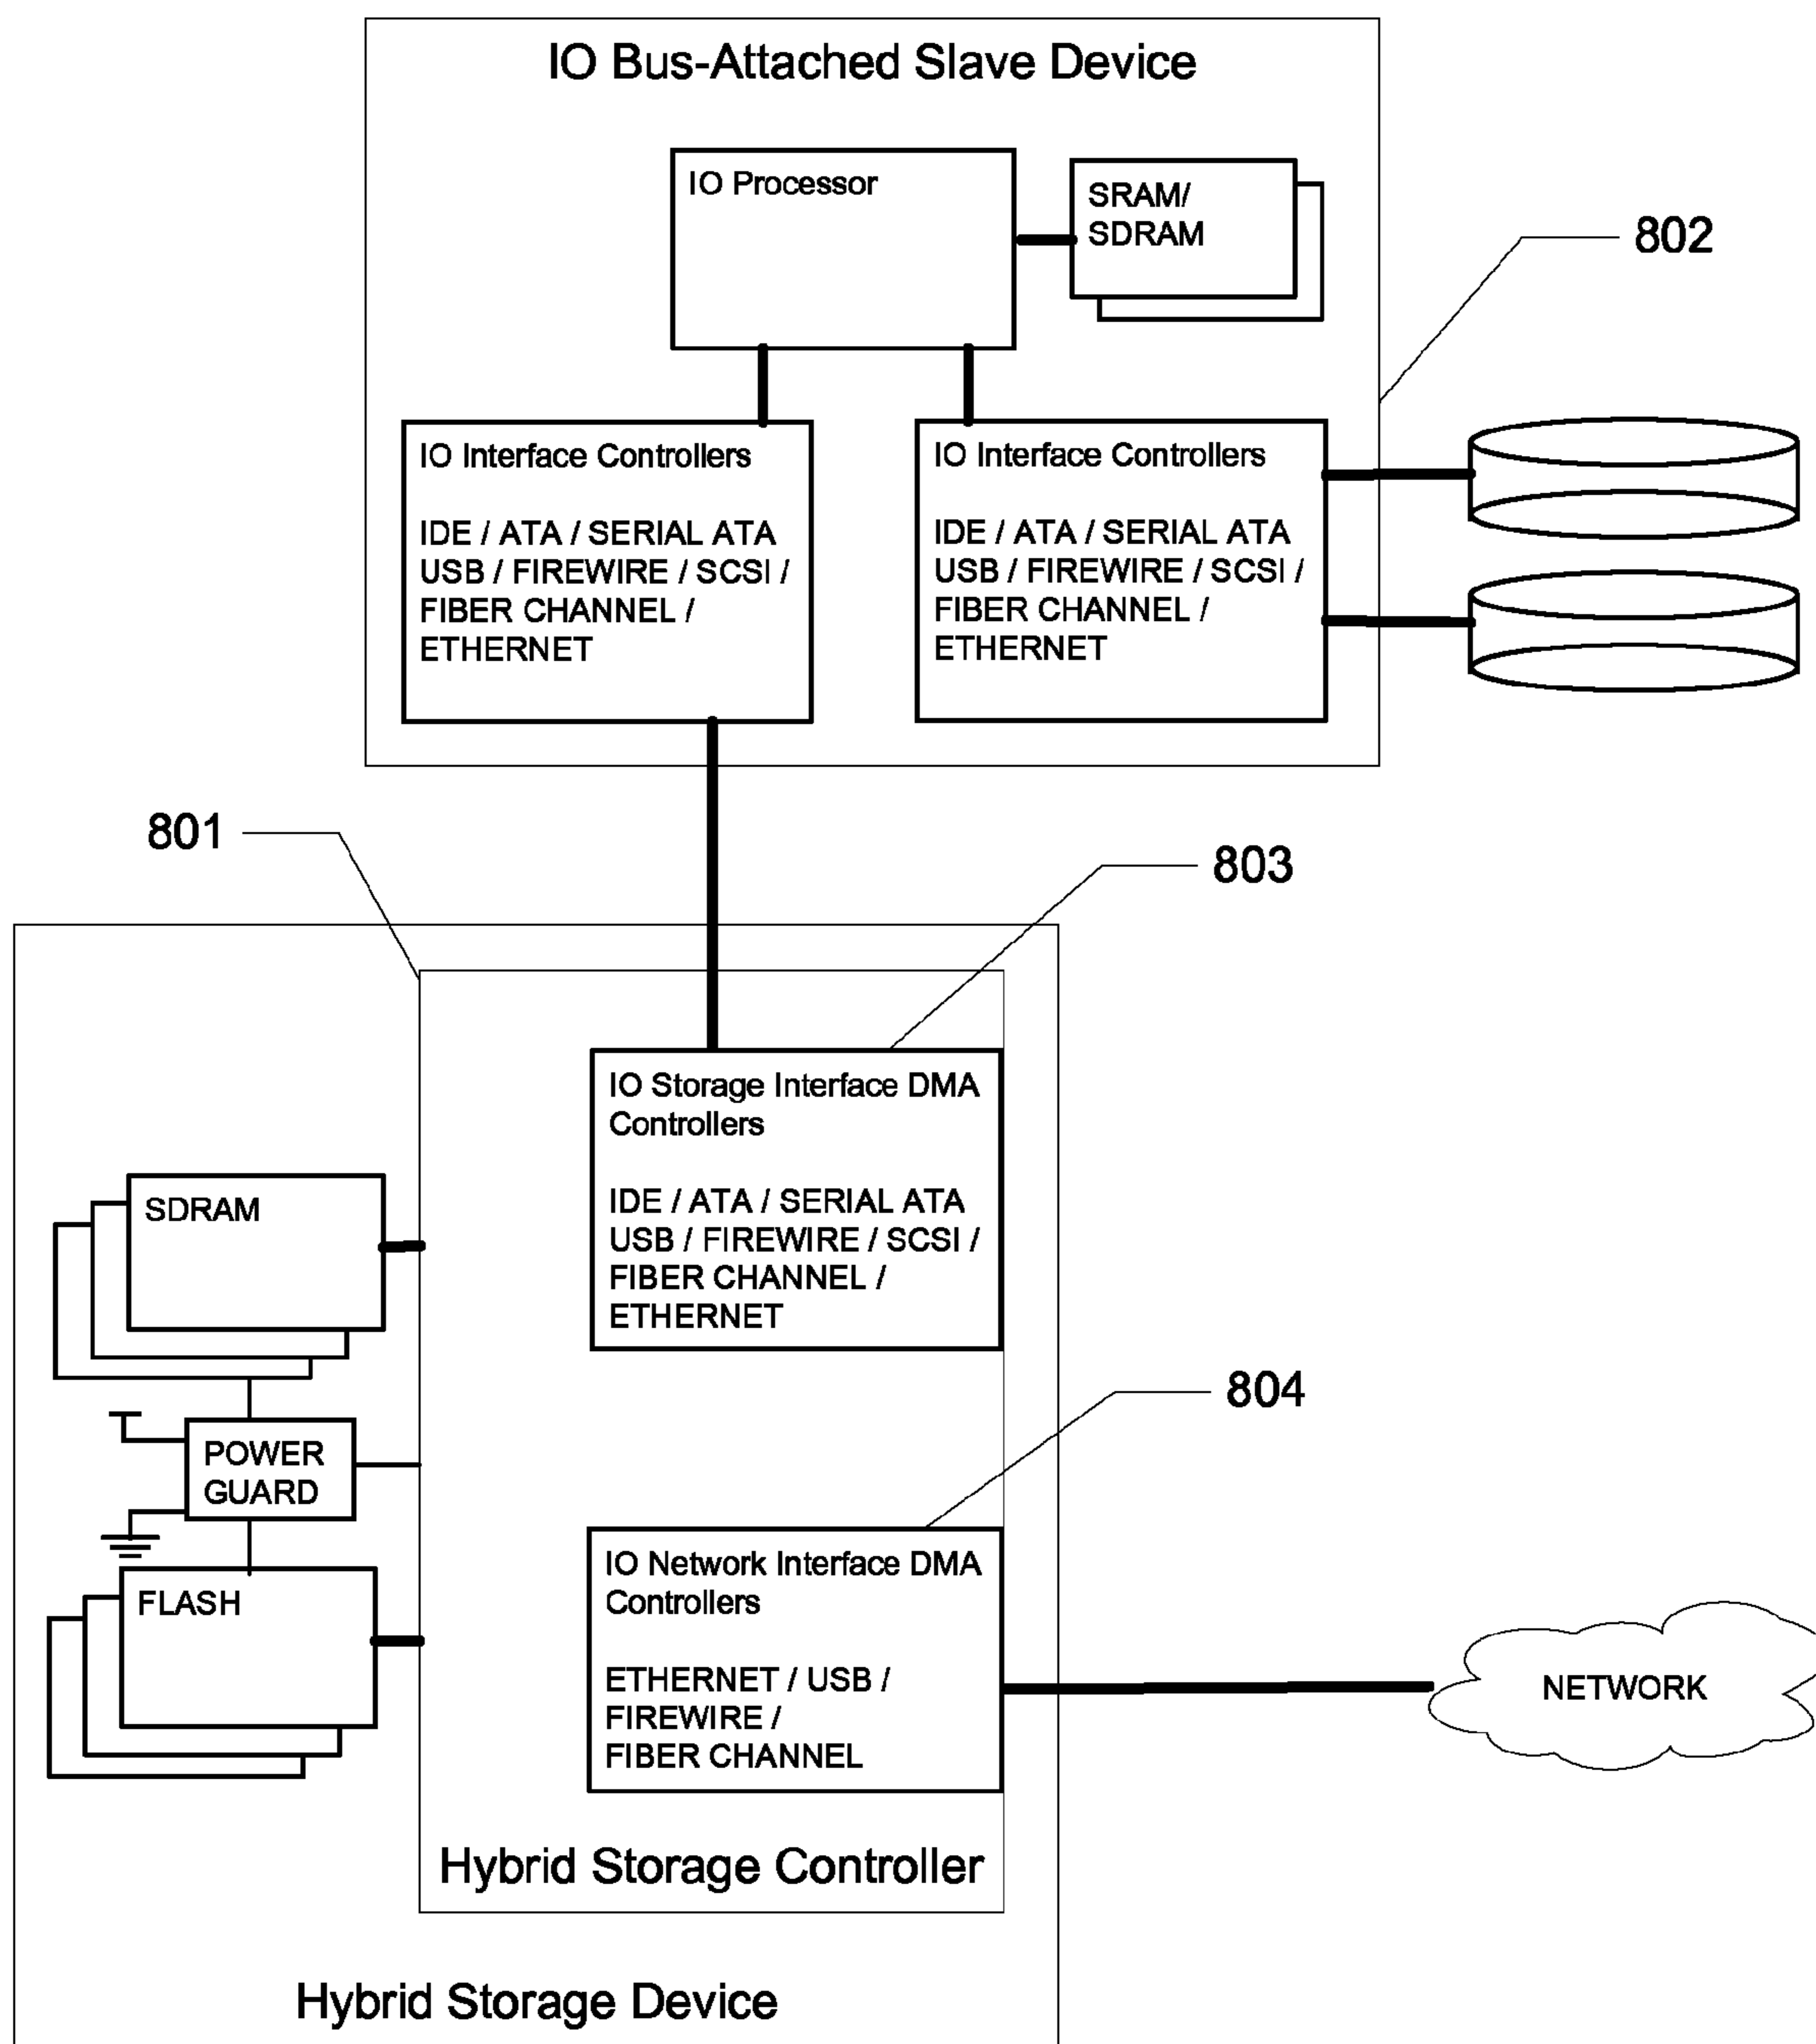 IO Bus-Attached Slave Device
IO Processor
SRAM/
SDRAM
802
IO Interface Controllers
IDE / ATA / SERIAL ATA
USB / FIREWIRE / SCSI /
FIBER CHANNEL /
ETHERNET
IO Interface Controllers
IDE / ATA / SERIAL ATA
USB / FIREWIRE / SCSI /
FIBER CHANNEL /
ETHERNET
801
803
IO Storage Interface DMA
Controllers
IDE / ATA / SERIAL ATA
USB / FIREWIRE / SCSI /
FIBER CHANNEL /
ETHERNET
SDRAM
804
POWER
GUARD
IO Network Interface DMA
Controllers
ETHERNET / USB /
FIREWIRE /
FIBER CHANNEL
FLASH
NETWORK
Hybrid Storage Controller
Hybrid Storage Device